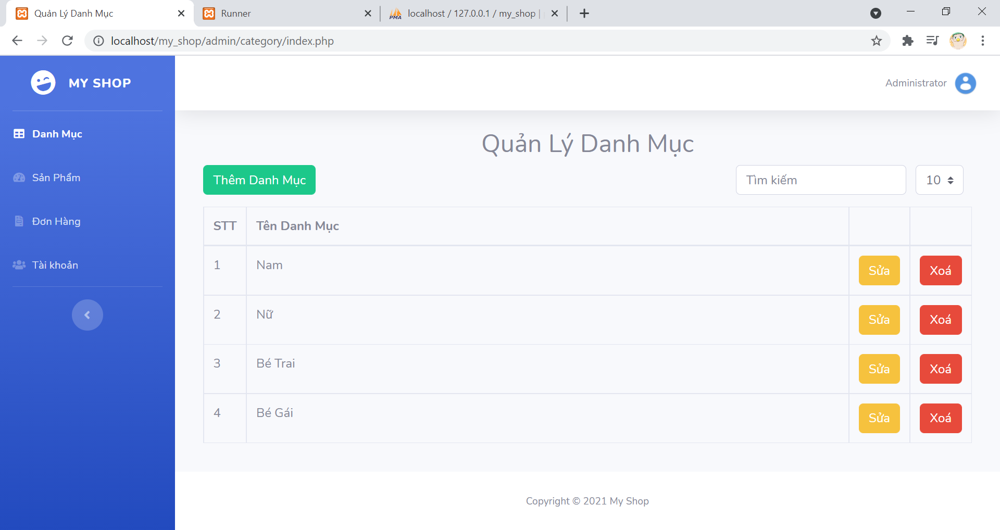 Quản Lý Danh Mục
Runner
PMA
localhost / 127.0.0.1 / my_shop |
localhost/my_shop/admin/category/index.php
MY SHOP
Administrator
Danh Mục
Sản Phẩm
Đơn Hàng
Tài khoản
Quản Lý Danh Mục
Thêm Danh Mục
Tìm kiếm
10
STT Tên Danh Mục
1 Nam Sửa Xoá
2 Nữ Sửa Xoá
3 Bé Trai Sửa Xoá
4 Bé Gái Sửa Xoá
Copyright © 2021 My Shop